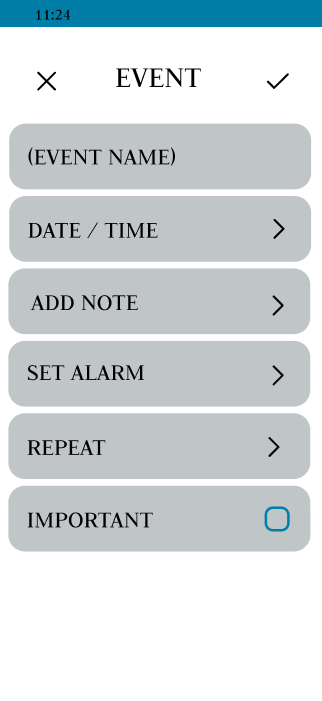 11:24
EVENT
(EVENT NAME)
DATE / TIME
ADD NOTE
SET ALARM
REPEAT
IMPORTANT